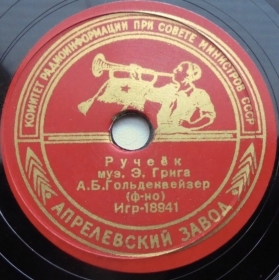 КОМИТЕТ РАДИОИНФОРМАЦИИ ПРИ СОВЕТЕ МИНИСТРОВ СССР
Ручеёк
муз. Э. Грига
А.Б.Гольденвейзер
(ф-но)
Игр-18941
АПРЕЛЕВСКИЙ ЗАВОД